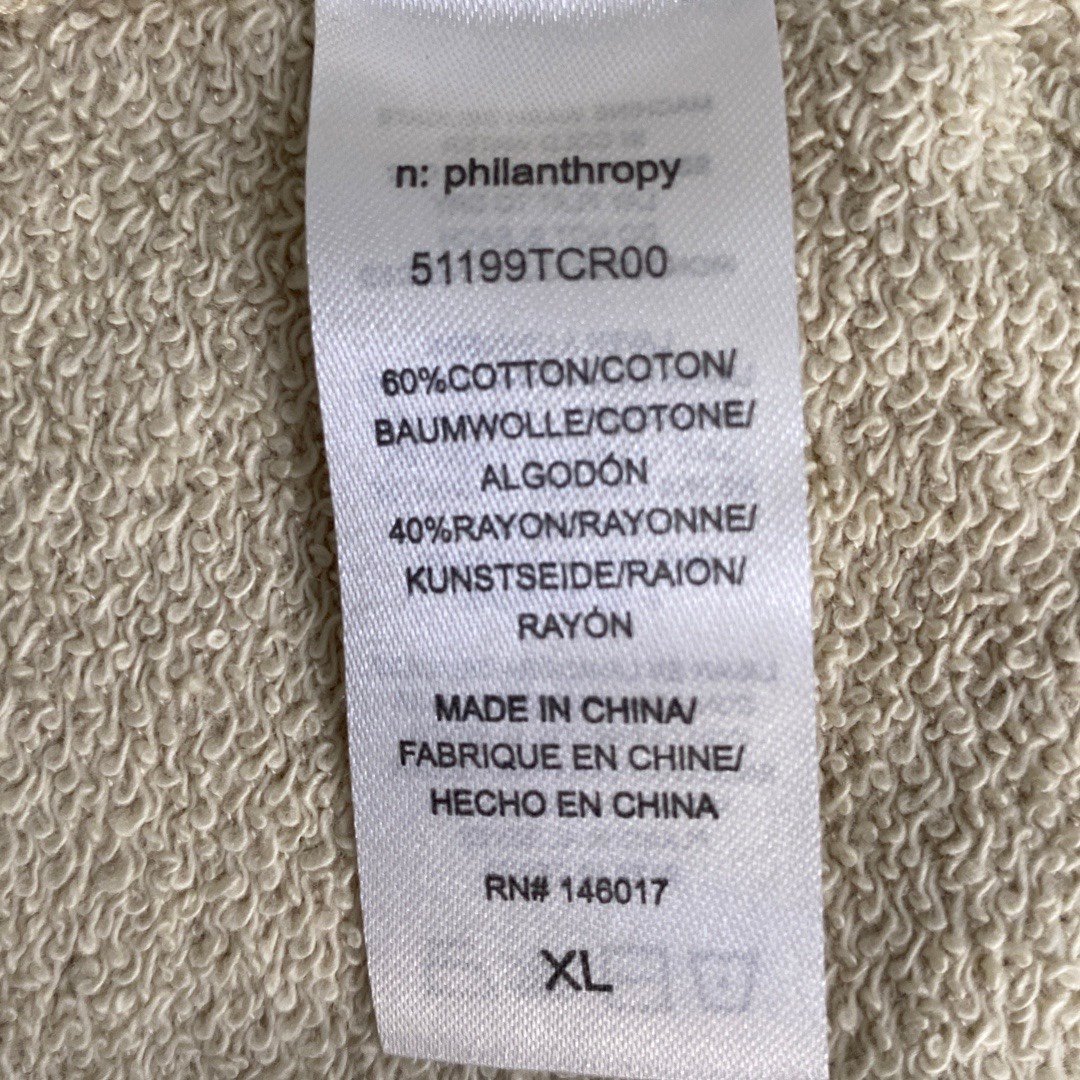 n: philanthropy
51199TCR00
60%COTTON/COTON/
BAUMWOLLE/COTONE/
ALGODÓN
40%RAYON/RAYONNE/
KUNSTSEIDE/RAION/
RAYÓN
MADE IN CHINA/
FABRIQUE EN CHINE/
HECHO EN CHINA
RN# 146017
XL